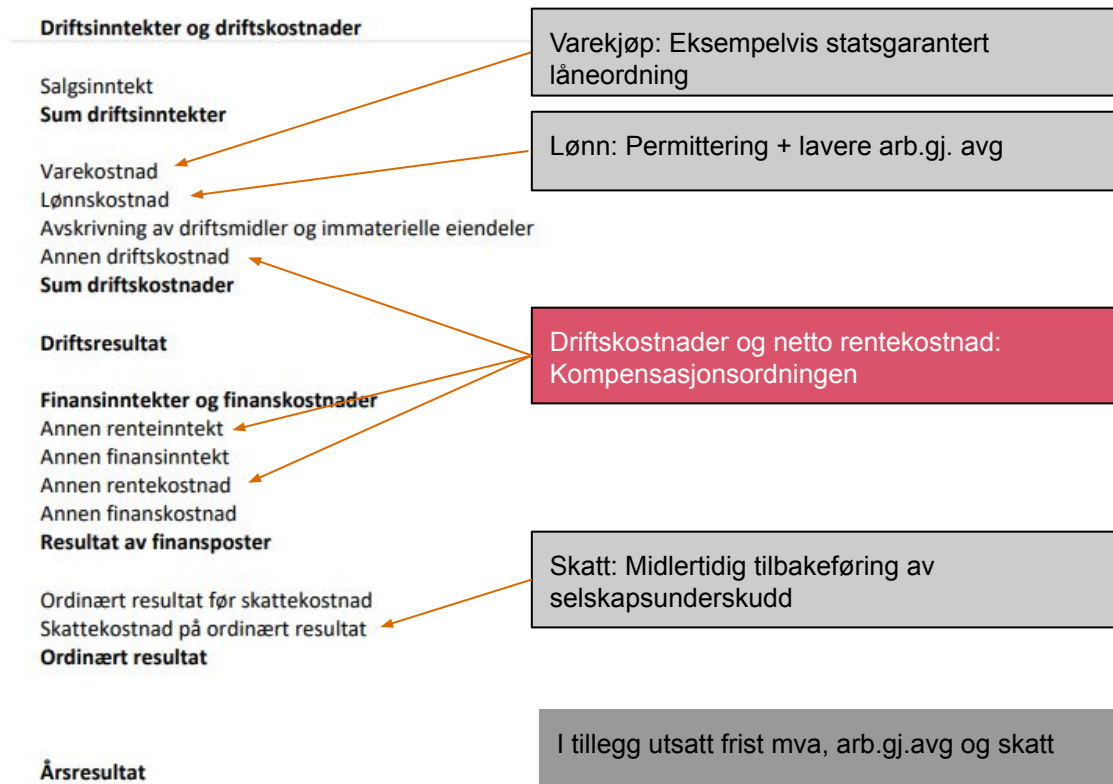 Driftsinntekter og driftskostnader
Salgsinntekt
Sum driftsinntekter
Varekostnad
Lønnskostnad
Avskrivning av driftsmidler og immaterielle eiendeler
Annen driftskostnad
Sum driftskostnader
Driftsresultat
Finansinntekter og finanskostnader
Annen renteinntekt
Annen finansinntekt
Annen rentekostnad
Annen finanskostnad
Resultat av finansposter
Ordinært resultat før skattekostnad
Skattekostnad på ordinært resultat
Ordinært resultat
Årsresultat
Varekjøp: Eksempelvis statsgarantert
låneordning
Lønn: Permittering + lavere arb.gj. avg
Driftskostnader og netto rentekostnad:
Kompensasjonsordningen
Skatt: Midlertidig tilbakeføring av
selskapsunderskudd
I tillegg utsatt frist mva, arb.gj.avg og skatt